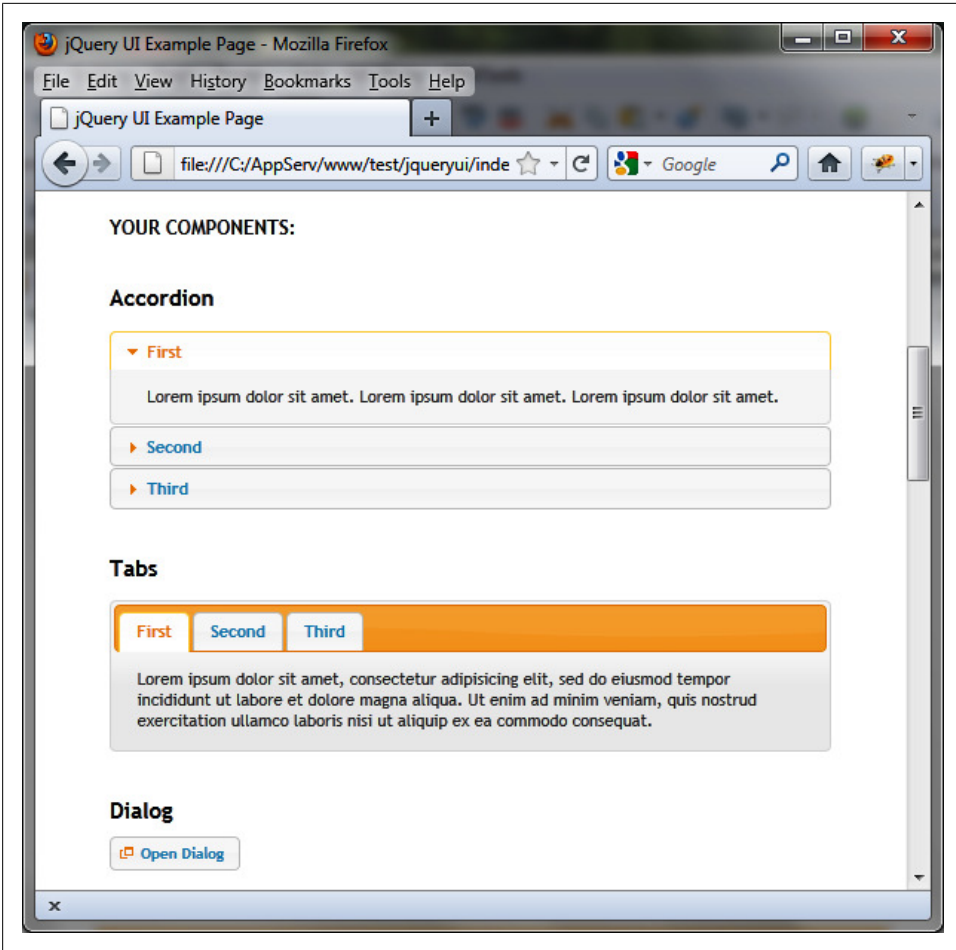 jQuery UI Example Page - Mozilla Firefox
File Edit View History Bookmarks Tools Help
jQuery UI Example Page
file:///C:/AppServ/www/test/jqueryui/inde
Google
YOUR COMPONENTS:
Accordion
First
Lorem ipsum dolor sit amet. Lorem ipsum dolor sit amet. Lorem ipsum dolor sit amet.
Second
Third
Tabs
First Second Third
Lorem ipsum dolor sit amet, consectetur adipisicing elit, sed do eiusmod tempor
incididunt ut labore et dolore magna aliqua. Ut enim ad minim veniam, quis nostrud
exercitation ullamco laboris nisi ut aliquip ex ea commodo consequat.
Dialog
Open Dialog